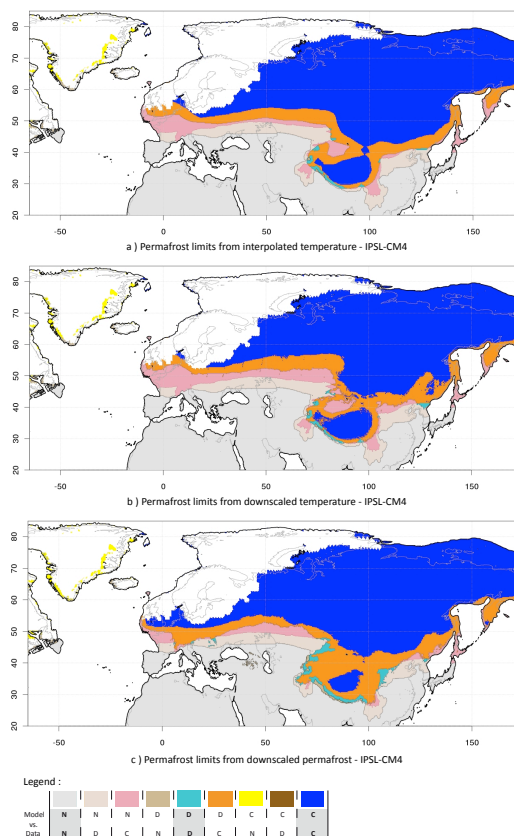 80
70
60
50
40
30
20
-50 0 50 100 150
a ) Permafrost limits from interpolated temperature - IPSL-CM4
80
70
60
50
40
30
20
-50 0 50 100 150
b ) Permafrost limits from downscaled temperature - IPSL-CM4
80
70
60
50
40
30
20
-50 0 50 100 150
c ) Permafrost limits from downscaled permafrost - IPSL-CM4
Legend :
Model N N N D D D C C C
vs.
Data N D C N D C N D C